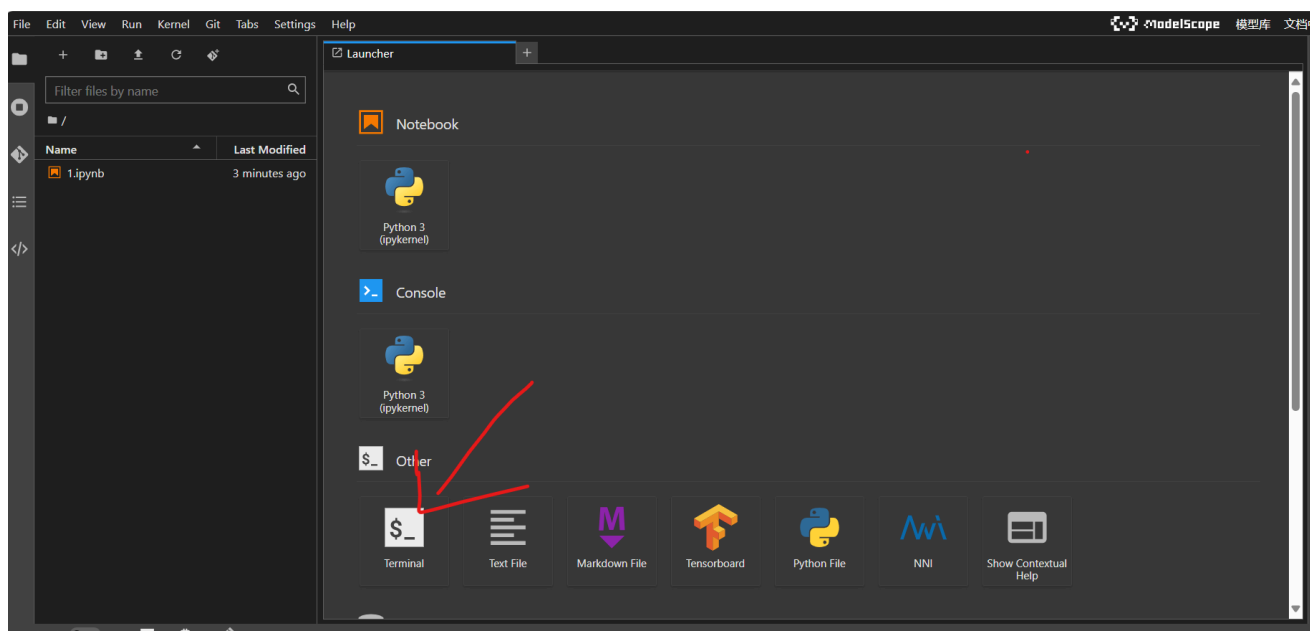 File Edit View Run Kernel Git Tabs Settings Help
ModelScope 模型库
Filter files by name
/
Name Last Modified
1.ipynb 3 minutes ago
Launcher
Notebook
Python 3
(ipykernel)
Console
Python 3
(ipykernel)
$_ Other
$_
Terminal
Text File
Markdown File
Tensorboard
Python File
NNI
Show Contextual
Help